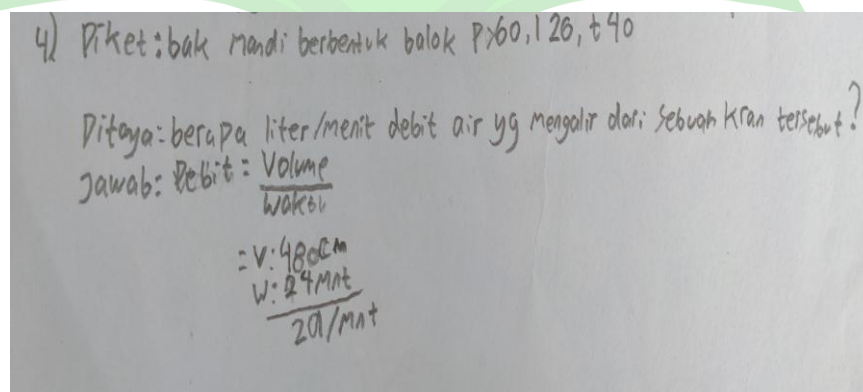 4) Diket: bak mandi berbentuk balok P>60, l 26, t 40
Ditaya: berapa liter/menit debit air yg mengalir dari sebuah kran tersebut?
Jawab: Debit = Volume
Waktu
= V: 480cm
W: 24 Mnt
20/Mnt